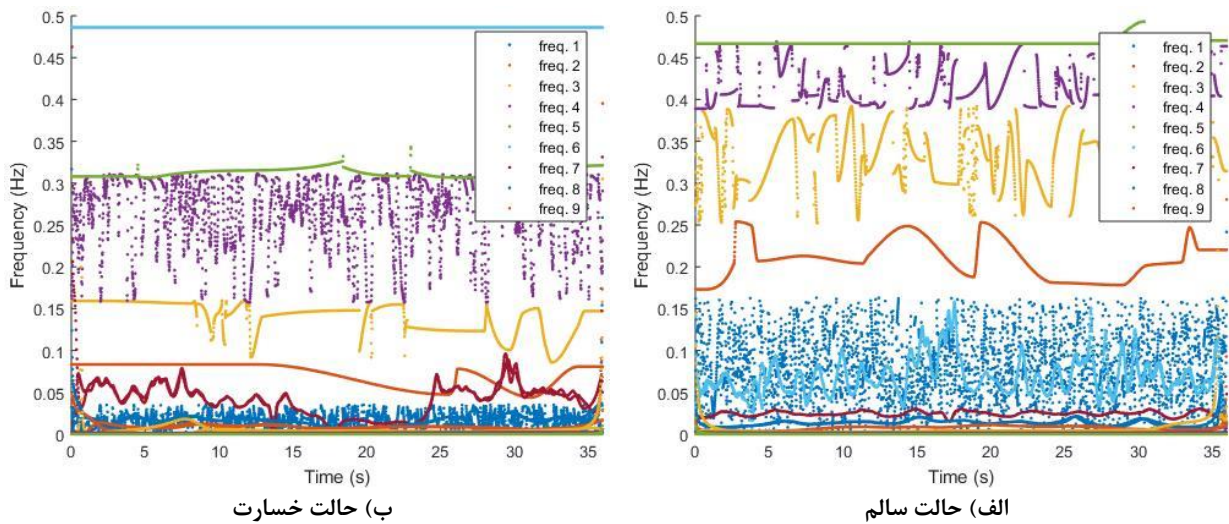 0.5
0.45
0.4
0.35
0.3
0.25
0.2
0.15
0.1
0.05
0
Frequency (Hz)
freq. 1
freq. 2
freq. 3
freq. 4
freq. 5
freq. 6
freq. 7
freq. 8
freq. 9
0 5 10 15 20 25 30 35
Time (s)
ب) حالت خسارت
0.5
0.45
0.4
0.35
0.3
0.25
0.2
0.15
0.1
0.05
0
Frequency (Hz)
freq. 1
freq. 2
freq. 3
freq. 4
freq. 5
freq. 6
freq. 7
freq. 8
freq. 9
0 5 10 15 20 25 30 35
Time (s)
الف) حالت سالم